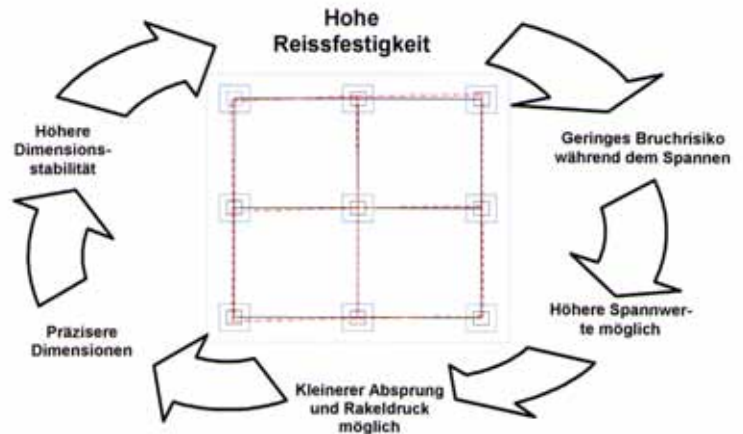 Hohe
Reissfestigkeit
Geringes Bruchrisiko
während dem Spannen
Höhere Spannwer-
te möglich
Kleinerer Absprung
und Rakeldruck
möglich
Präzisere
Dimensionen
Höhere
Dimensions-
stabilität